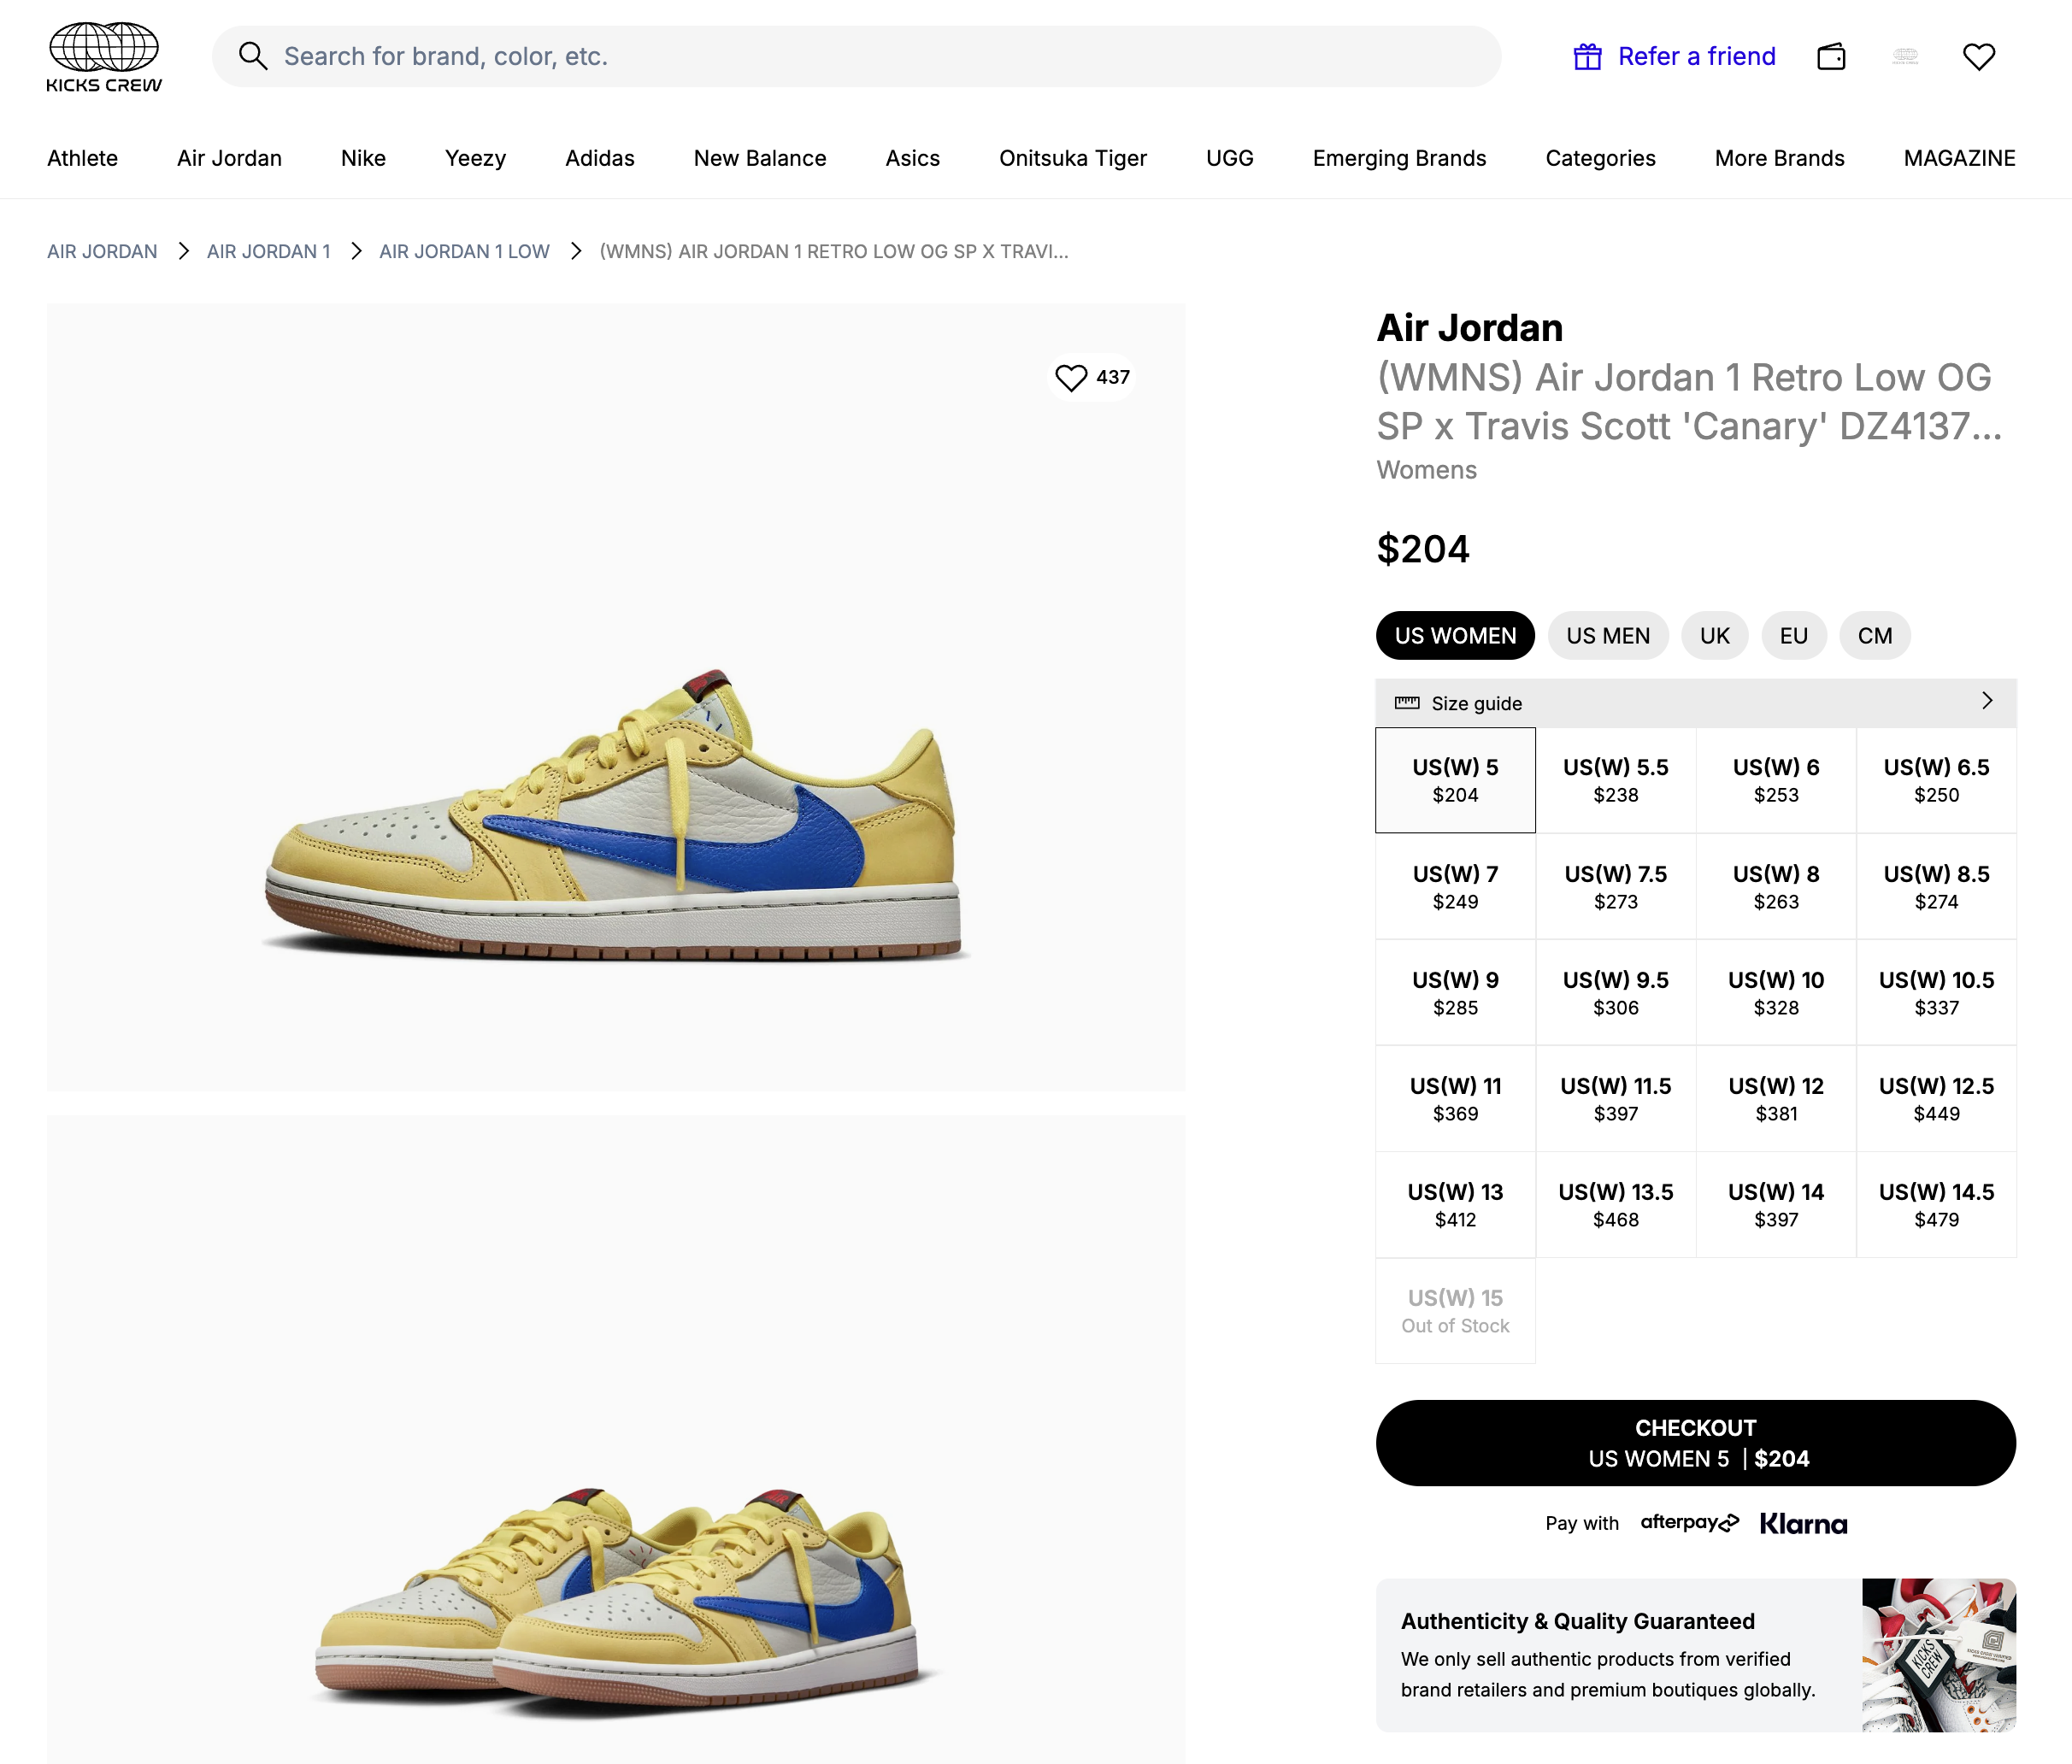 KICKS CREW
Search for brand, color, etc.
Refer a friend
Athlete
Air Jordan
Nike
Yeezy
Adidas
New Balance
Asics
Onitsuka Tiger
UGG
Emerging Brands
Categories
More Brands
MAGAZINE
AIR JORDAN
AIR JORDAN 1
AIR JORDAN 1 LOW
(WMNS) AIR JORDAN 1 RETRO LOW OG SP X TRAVI...
437
Air Jordan
(WMNS) Air Jordan 1 Retro Low OG
SP x Travis Scott 'Canary' DZ4137...
Womens
$204
US WOMEN
US MEN
UK
EU
CM
Size guide
US(W) 5
$204
US(W) 5.5
$238
US(W) 6
$253
US(W) 6.5
$250
US(W) 7
$249
US(W) 7.5
$273
US(W) 8
$263
US(W) 8.5
$274
US(W) 9
$285
US(W) 9.5
$306
US(W) 10
$328
US(W) 10.5
$337
US(W) 11
$369
US(W) 11.5
$397
US(W) 12
$381
US(W) 12.5
$449
US(W) 13
$412
US(W) 13.5
$468
US(W) 14
$397
US(W) 14.5
$479
US(W) 15
Out of Stock
CHECKOUT
US WOMEN 5 | $204
Pay with
afterpay
Klarna
Authenticity & Quality Guaranteed
We only sell authentic products from verified
brand retailers and premium boutiques globally.
KICKS
CREW